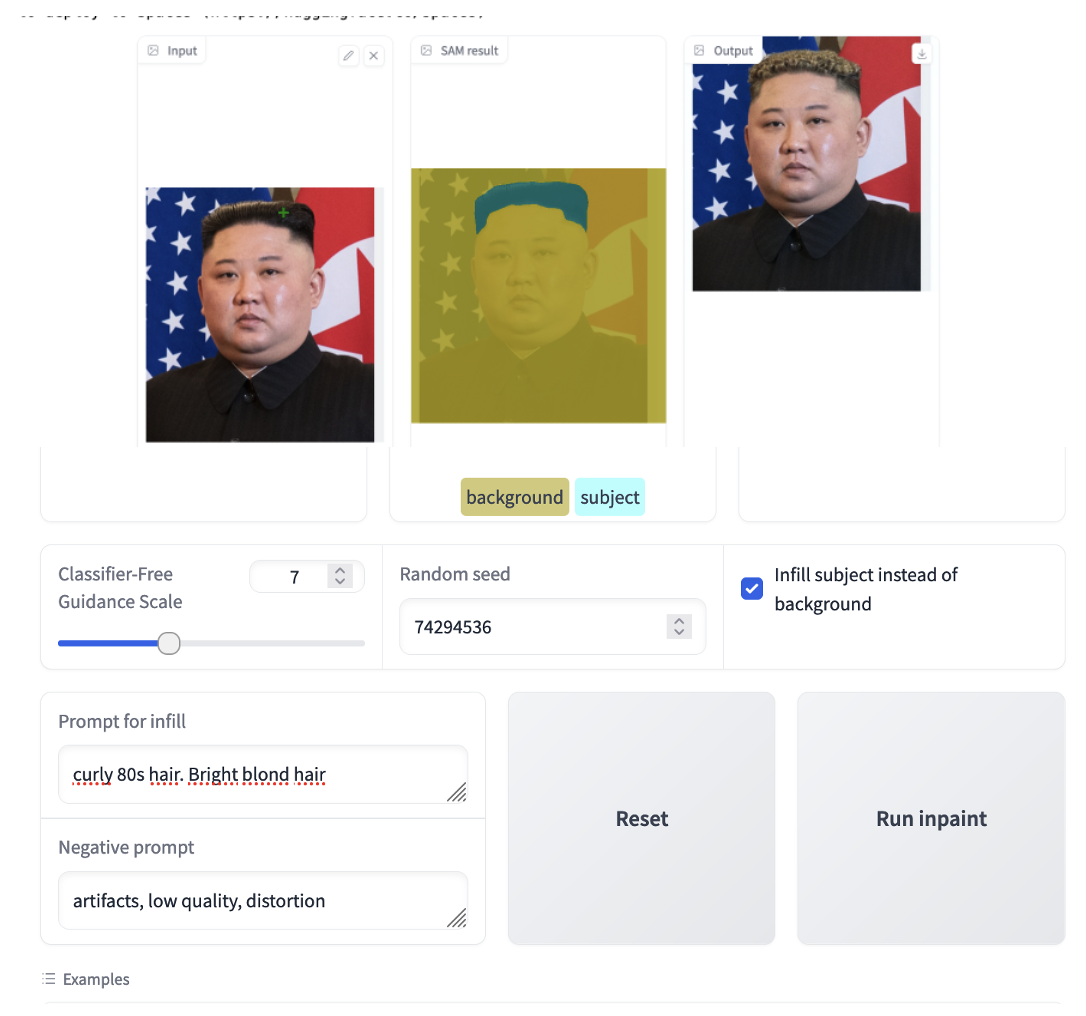 Input
SAM result
Output
background subject
Classifier-Free
Guidance Scale
7
Random seed
74294536
Infill subject instead of
background
Prompt for infill
curly 80s hair. Bright blond hair
Negative prompt
artifacts, low quality, distortion
Reset
Run inpaint
Examples